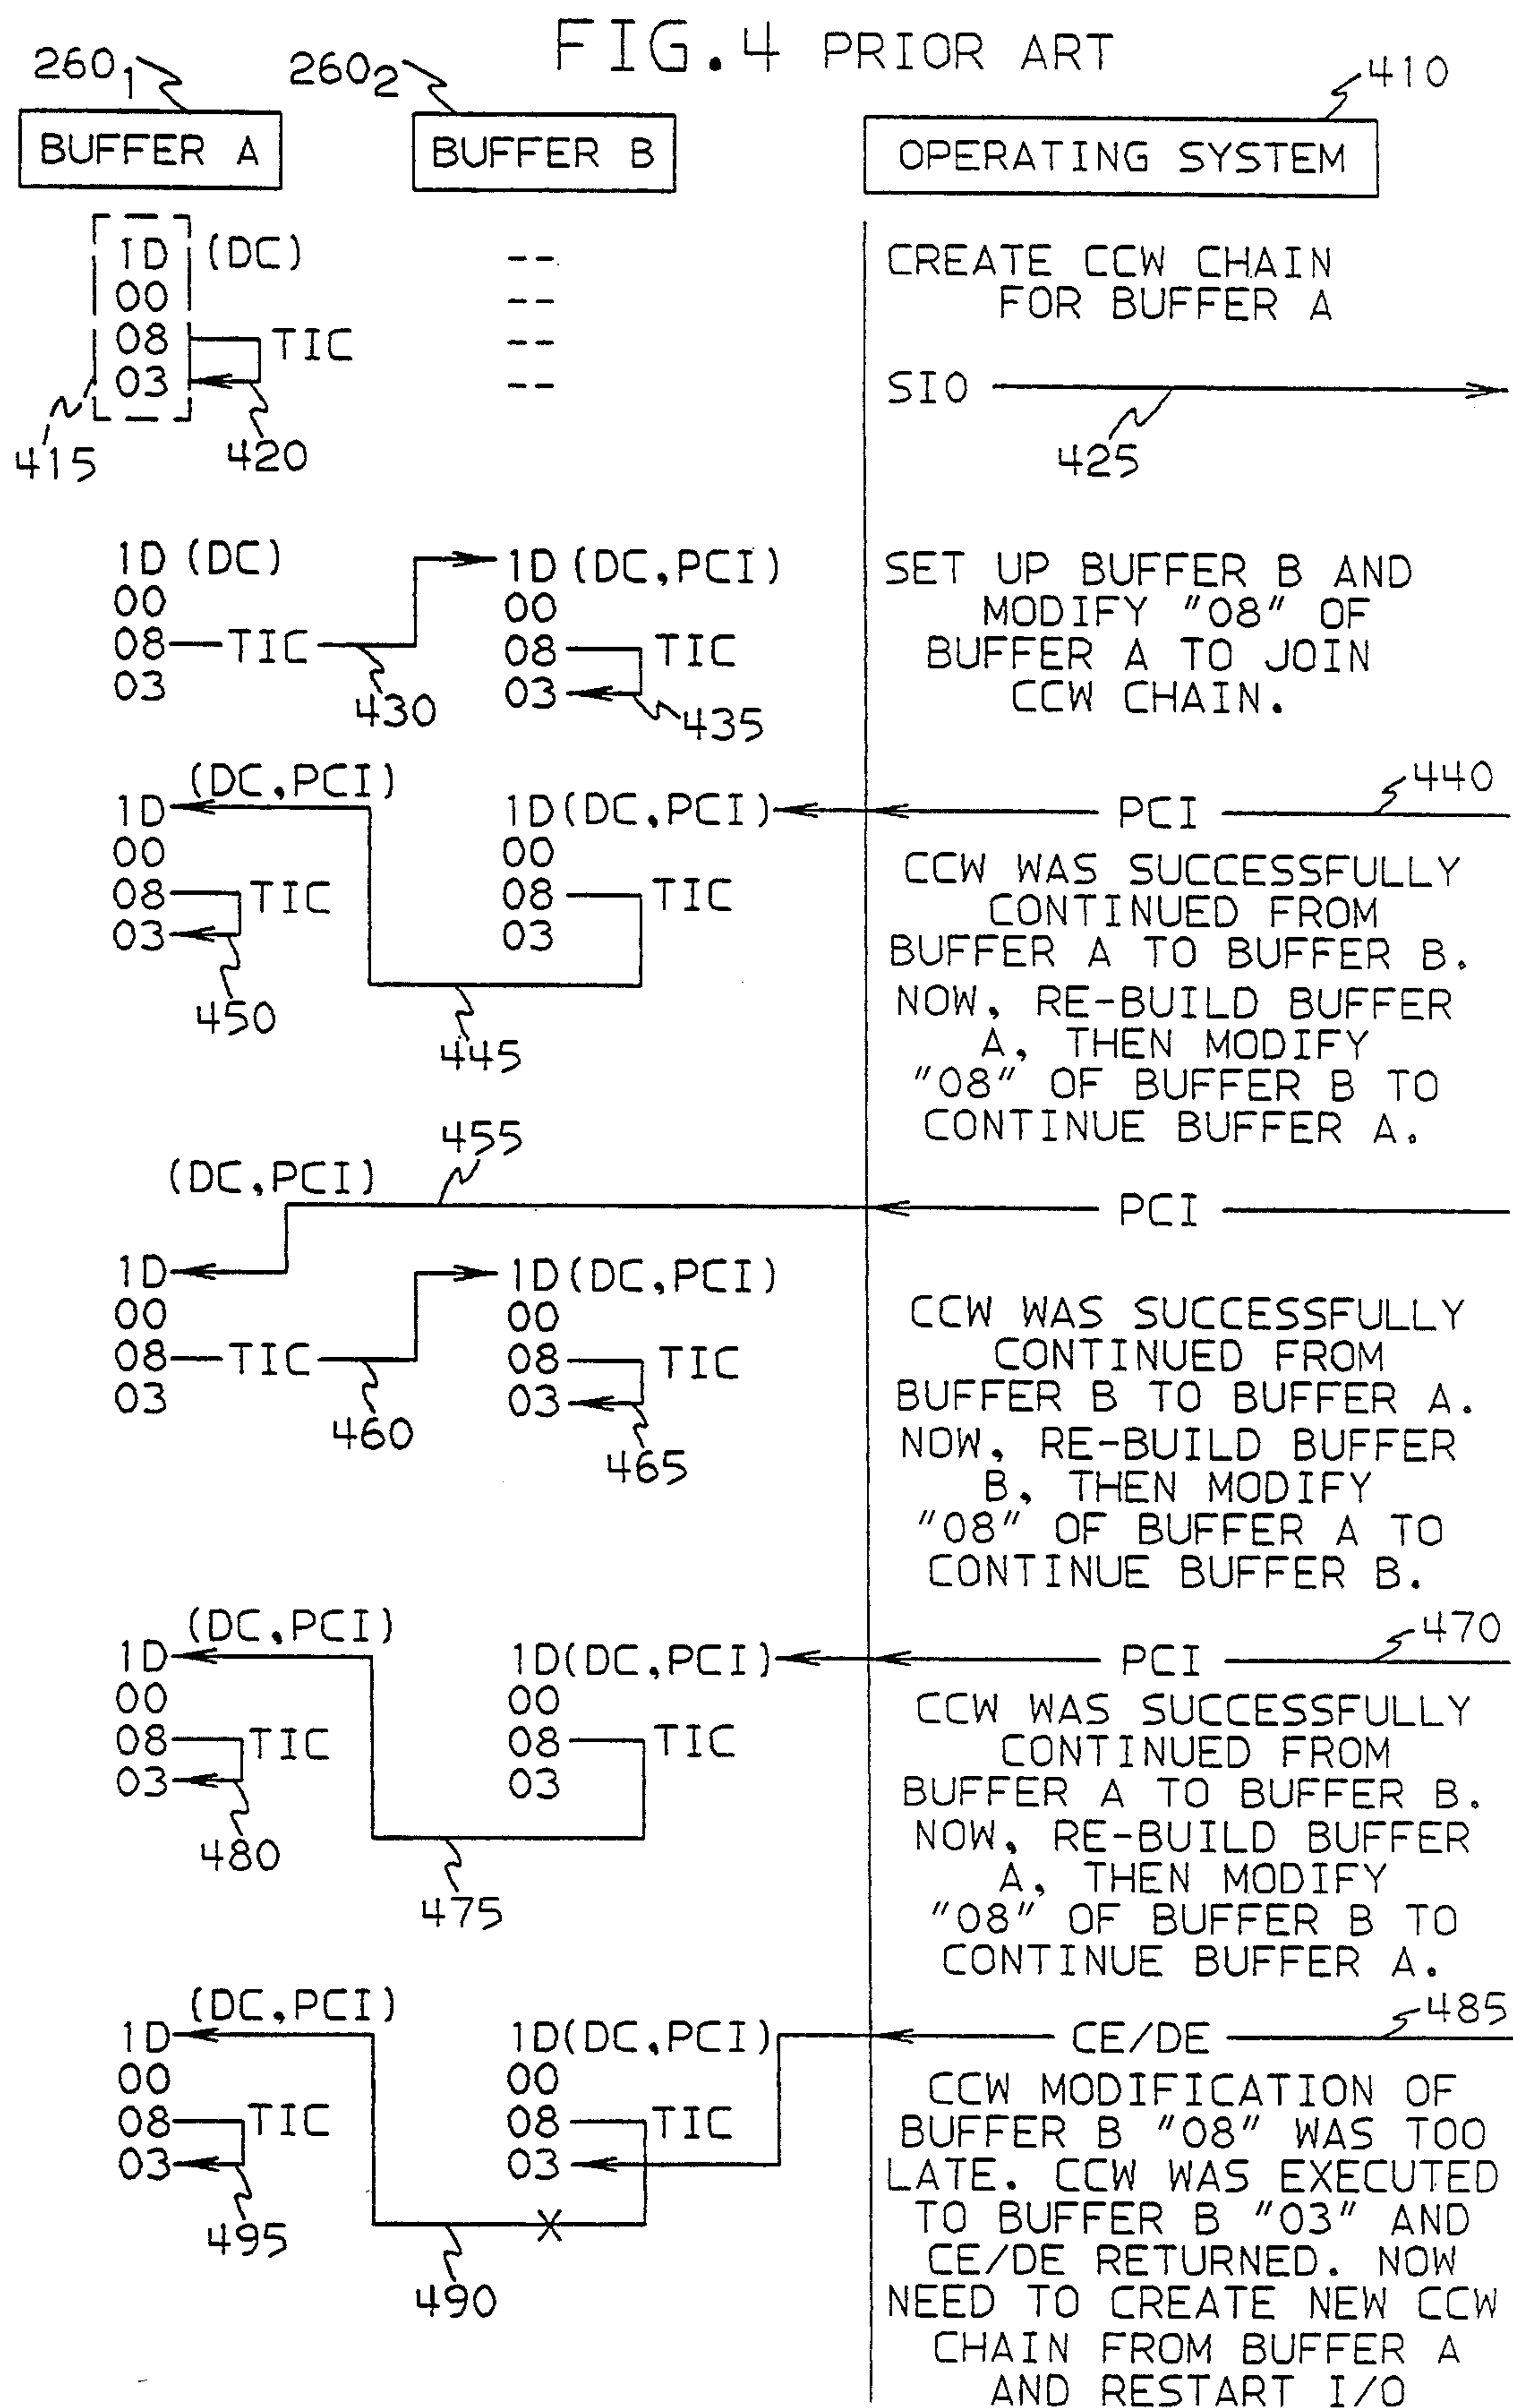 FIG.4 PRIOR ART
260₁
260₂
410
BUFFER A
BUFFER B
OPERATING SYSTEM
1D (DC)
--
CREATE CCW CHAIN
00
--
FOR BUFFER A
08 TIC
--
03
--
SIO
415
420
425
1D (DC)
1D (DC,PCI)
SET UP BUFFER B AND
00
00
MODIFY "08" OF
08 TIC
08 TIC
BUFFER A TO JOIN
03
03
CCW CHAIN.
430
435
(DC,PCI)
440
1D
1D(DC,PCI)
PCI
00
00
CCW WAS SUCCESSFULLY
08 TIC
08 TIC
CONTINUED FROM
03
03
BUFFER A TO BUFFER B.
450
445
NOW, RE-BUILD BUFFER
A, THEN MODIFY
"08" OF BUFFER B TO
CONTINUE BUFFER A.
455
(DC,PCI)
PCI
1D
1D(DC,PCI)
00
00
CCW WAS SUCCESSFULLY
08 TIC
08 TIC
CONTINUED FROM
03
03
BUFFER B TO BUFFER A.
460
465
NOW, RE-BUILD BUFFER
B, THEN MODIFY
"08" OF BUFFER A TO
CONTINUE BUFFER B.
(DC,PCI)
470
1D
1D(DC,PCI)
PCI
00
00
CCW WAS SUCCESSFULLY
08 TIC
08 TIC
CONTINUED FROM
03
03
BUFFER A TO BUFFER B.
480
475
NOW, RE-BUILD BUFFER
A, THEN MODIFY
"08" OF BUFFER B TO
CONTINUE BUFFER A.
(DC,PCI)
485
1D
1D(DC,PCI)
CE/DE
00
00
CCW MODIFICATION OF
08 TIC
08 TIC
BUFFER B "08" WAS TOO
03
03
LATE. CCW WAS EXECUTED
495
490
TO BUFFER B "03" AND
CE/DE RETURNED. NOW
NEED TO CREATE NEW CCW
CHAIN FROM BUFFER A
AND RESTART I/O